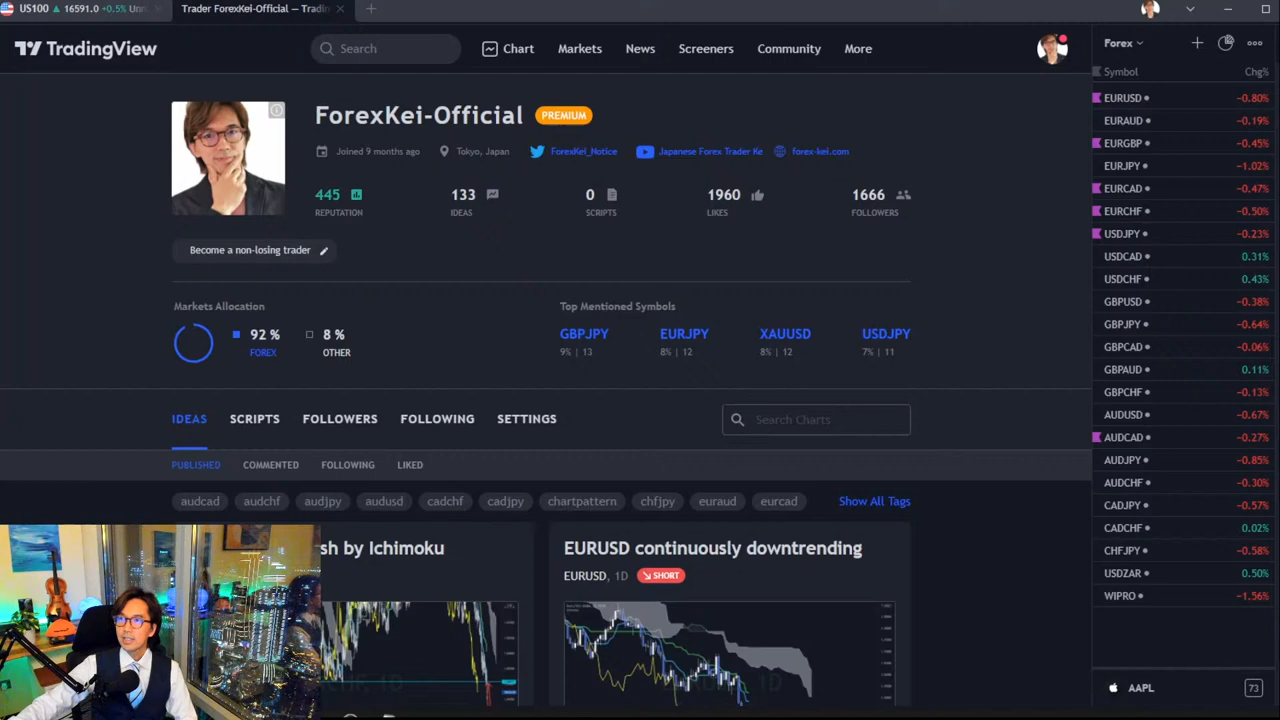 US100 16591.0 +0.5% Unn
Trader ForexKei-Official — Tradin
TradingView
Search
Chart
Markets
News
Screeners
Community
More
ForexKei-Official PREMIUM
Joined 9 months ago
Tokyo, Japan
ForexKei_Notice
Japanese Forex Trader Ke
forex-kei.com
445
REPUTATION
133
IDEAS
0
SCRIPTS
1960
LIKES
1666
FOLLOWERS
Become a non-losing trader
Markets Allocation
92 %
FOREX
8 %
OTHER
Top Mentioned Symbols
GBPJPY
9% | 13
EURJPY
8% | 12
XAUUSD
8% | 12
USDJPY
7% | 11
IDEAS
SCRIPTS
FOLLOWERS
FOLLOWING
SETTINGS
Search Charts
PUBLISHED
COMMENTED
FOLLOWING
LIKED
audcad
audchf
audjpy
audusd
cadchf
cadjpy
chartpattern
chfjpy
euraud
eurcad
Show All Tags
sh by Ichimoku
EURUSD continuously downtrending
EURUSD, 1D
SHORT
Forex
Symbol Chg%
EURUSD −0.80%
EURAUD −0.19%
EURGBP −0.45%
EURJPY −1.02%
EURCAD −0.47%
EURCHF −0.50%
USDJPY −0.23%
USDCAD 0.31%
USDCHF 0.43%
GBPUSD −0.38%
GBPJPY −0.64%
GBPCAD −0.06%
GBPAUD 0.11%
GBPCHF −0.13%
AUDUSD −0.67%
AUDCAD −0.27%
AUDJPY −0.85%
AUDCHF −0.30%
CADJPY −0.57%
CADCHF 0.02%
CHFJPY −0.58%
USDZAR 0.50%
WIPRO −1.56%
AAPL
73